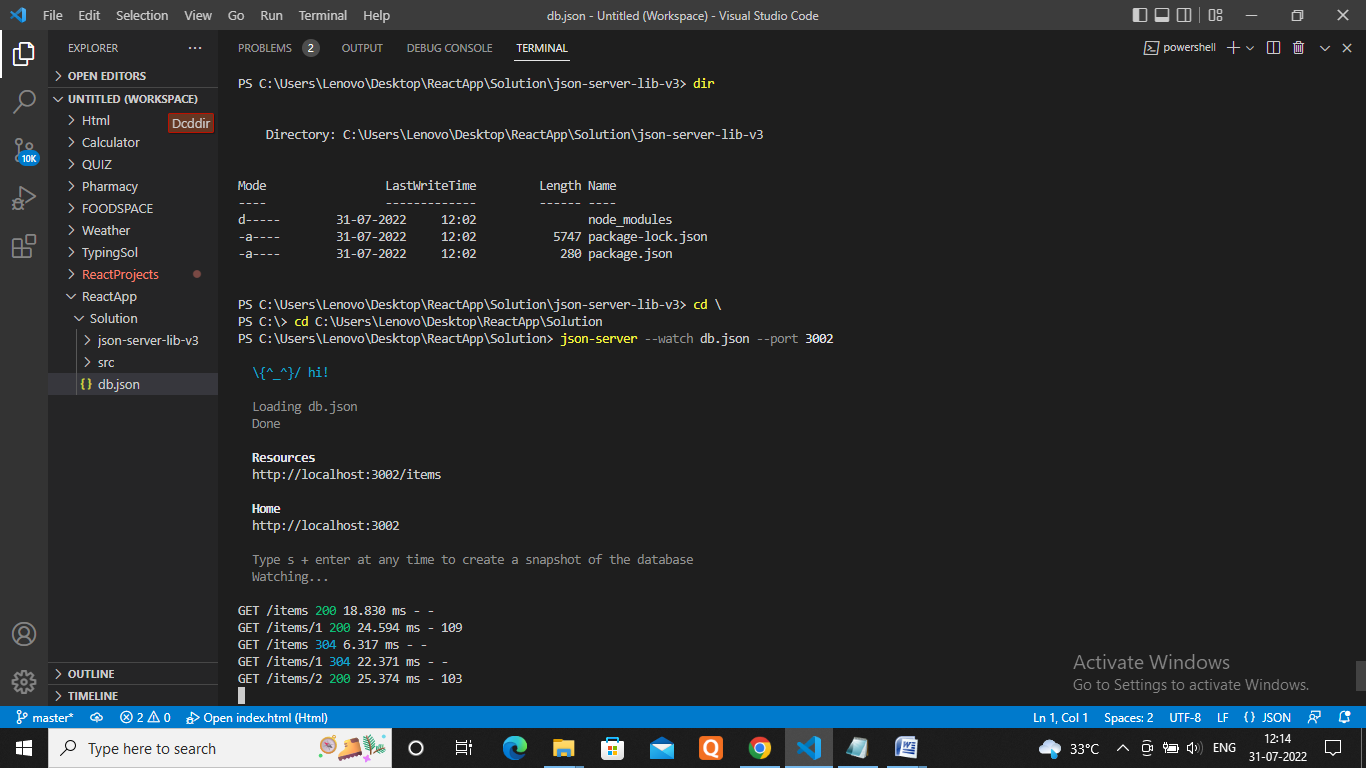 File Edit Selection View Go Run Terminal Help db.json - Untitled (Workspace) - Visual Studio Code
EXPLORER ...
OPEN EDITORS
UNTITLED (WORKSPACE)
Html
Dcddir
Calculator
QUIZ
Pharmacy
FOODSPACE
Weather
TypingSol
ReactProjects
ReactApp
Solution
json-server-lib-v3
src
{} db.json
OUTLINE
TIMELINE
10K
PROBLEMS 2 OUTPUT DEBUG CONSOLE TERMINAL powershell
PS C:\Users\Lenovo\Desktop\ReactApp\Solution\json-server-lib-v3> dir
Directory: C:\Users\Lenovo\Desktop\ReactApp\Solution\json-server-lib-v3
Mode LastWriteTime Length Name
---- ------------- ------ ----
d----- 31-07-2022 12:02 node_modules
-a---- 31-07-2022 12:02 5747 package-lock.json
-a---- 31-07-2022 12:02 280 package.json
PS C:\Users\Lenovo\Desktop\ReactApp\Solution\json-server-lib-v3> cd \
PS C:\> cd C:\Users\Lenovo\Desktop\ReactApp\Solution
PS C:\Users\Lenovo\Desktop\ReactApp\Solution> json-server --watch db.json --port 3002
\{^_^}/ hi!
Loading db.json
Done
Resources
http://localhost:3002/items
Home
http://localhost:3002
Type s + enter at any time to create a snapshot of the database
Watching...
GET /items 200 18.830 ms - -
GET /items/1 200 24.594 ms - 109
GET /items 304 6.317 ms - -
GET /items/1 304 22.371 ms - -
GET /items/2 200 25.374 ms - 103
Activate Windows
Go to Settings to activate Windows.
master* 2 0 Open index.html (Html) Ln 1, Col 1 Spaces: 2 UTF-8 LF {} JSON
Type here to search Q W 33°C ENG 12:14
31-07-2022